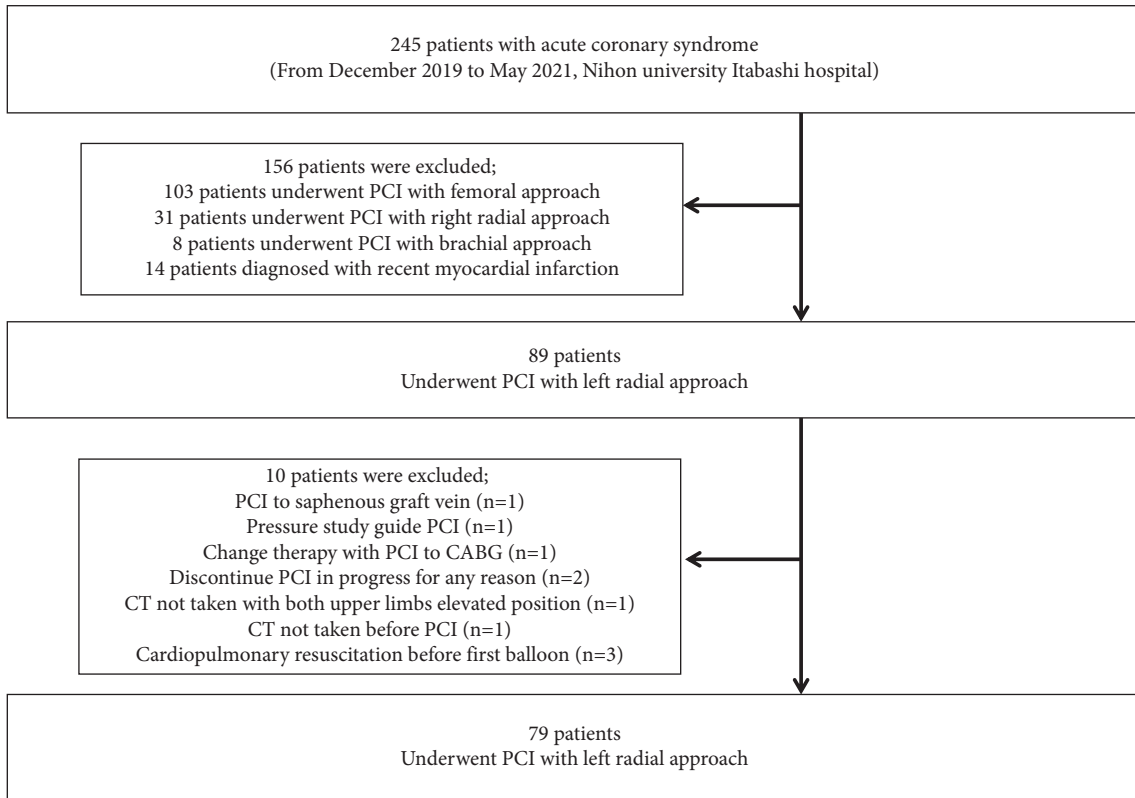 245 patients with acute coronary syndrome
(From December 2019 to May 2021, Nihon university Itabashi hospital)
156 patients were excluded;
103 patients underwent PCI with femoral approach
31 patients underwent PCI with right radial approach
8 patients underwent PCI with brachial approach
14 patients diagnosed with recent myocardial infarction
89 patients
Underwent PCI with left radial approach
10 patients were excluded;
PCI to saphenous graft vein (n=1)
Pressure study guide PCI (n=1)
Change therapy with PCI to CABG (n=1)
Discontinue PCI in progress for any reason (n=2)
CT not taken with both upper limbs elevated position (n=1)
CT not taken before PCI (n=1)
Cardiopulmonary resuscitation before first balloon (n=3)
79 patients
Underwent PCI with left radial approach